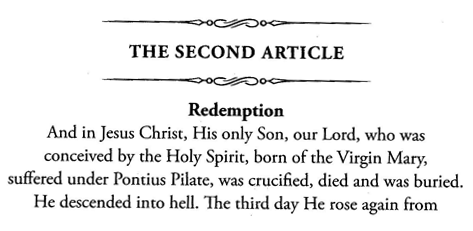 THE SECOND ARTICLE
Redemption
And in Jesus Christ, His only Son, our Lord, who was
conceived by the Holy Spirit, born of the Virgin Mary,
suffered under Pontius Pilate, was crucified, died and was buried.
He descended into hell. The third day He rose again from